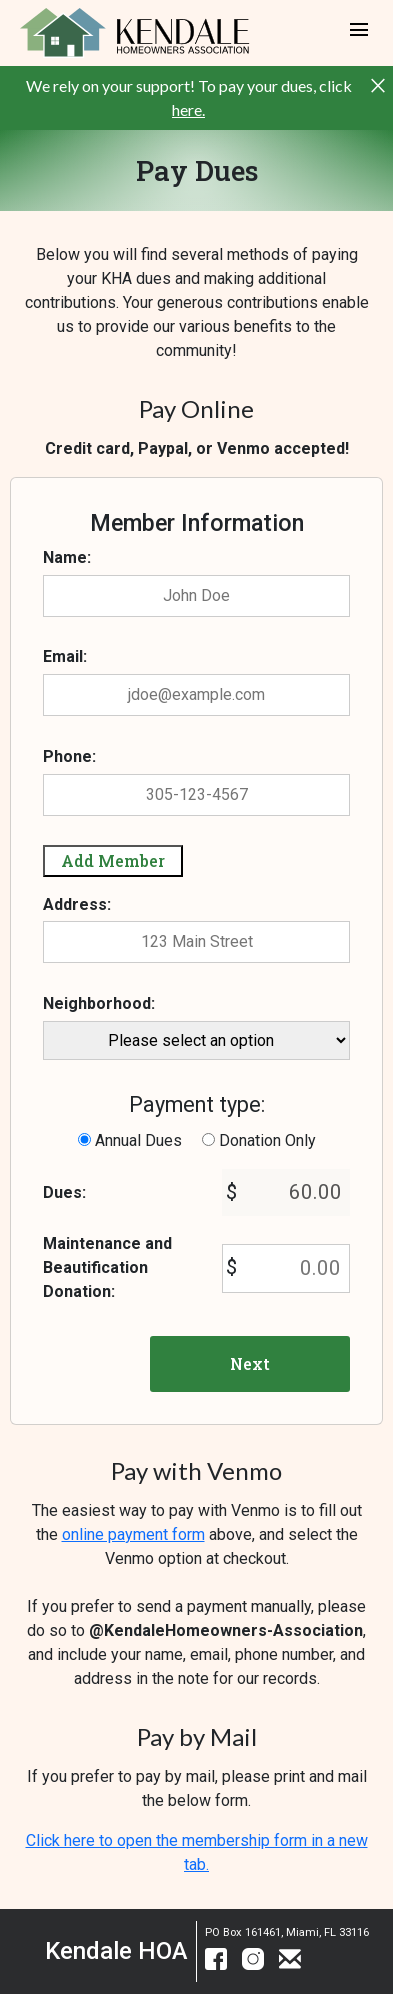 KENDALE
HOMEOWNERS ASSOCIATION
We rely on your support! To pay your dues, click
here.
Pay Dues
Below you will find several methods of paying
your KHA dues and making additional
contributions. Your generous contributions enable
us to provide our various benefits to the
community!
Pay Online
Credit card, Paypal, or Venmo accepted!
Member Information
Name:
John Doe
Email:
jdoe@example.com
Phone:
305-123-4567
Add Member
Address:
123 Main Street
Neighborhood:
Please select an option
Payment type:
Annual Dues Donation Only
Dues: $ 60.00
Maintenance and
Beautification
Donation:
$ 0.00
Next
Pay with Venmo
The easiest way to pay with Venmo is to fill out
the online payment form above, and select the
Venmo option at checkout.
If you prefer to send a payment manually, please
do so to @KendaleHomeowners-Association,
and include your name, email, phone number, and
address in the note for our records.
Pay by Mail
If you prefer to pay by mail, please print and mail
the below form.
Click here to open the membership form in a new
tab.
Kendale HOA
PO Box 161461, Miami, FL 33116